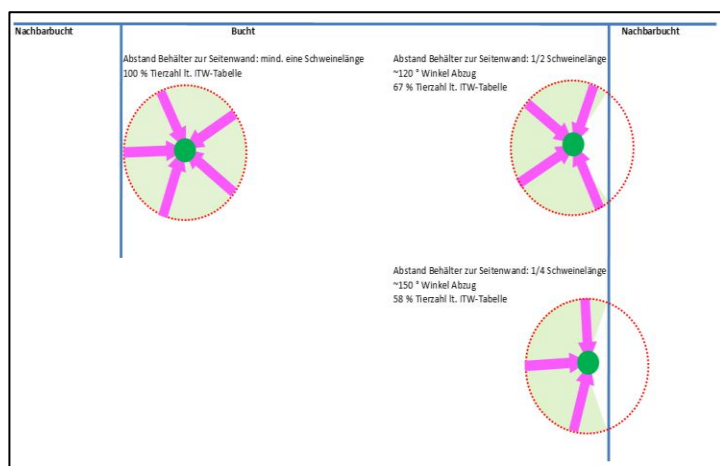 Nachbarbucht
Bucht
Nachbarbucht
Abstand Behälter zur Seitenwand: mind. eine Schweinelänge
100 % Tierzahl lt. ITW-Tabelle
Abstand Behälter zur Seitenwand: 1/2 Schweinelänge
~120 ° Winkel Abzug
67 % Tierzahl lt. ITW-Tabelle
Abstand Behälter zur Seitenwand: 1/4 Schweinelänge
~150 ° Winkel Abzug
58 % Tierzahl lt. ITW-Tabelle